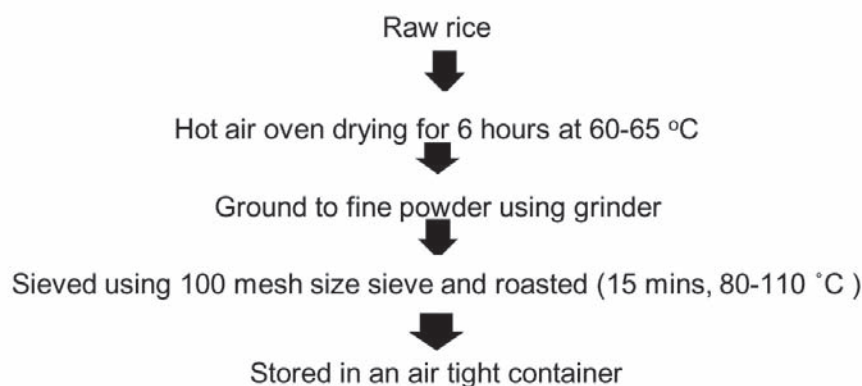 Raw rice
Hot air oven drying for 6 hours at 60-65 °C
Ground to fine powder using grinder
Sieved using 100 mesh size sieve and roasted (15 mins, 80-110 ˚C )
Stored in an air tight container